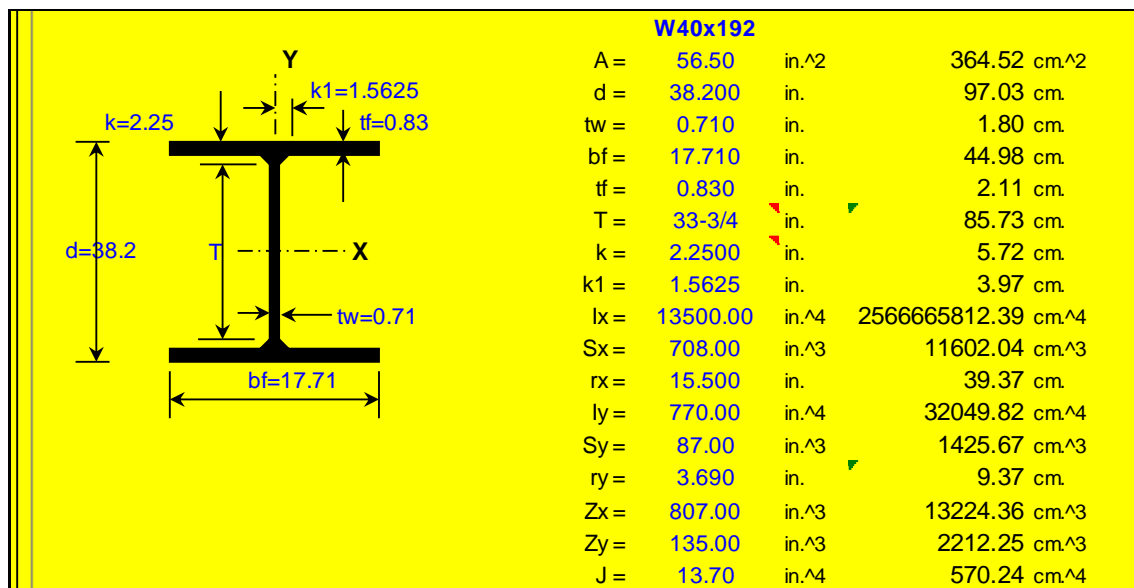 W40x192
Y
k1=1.5625
k=2.25
tf=0.83
d=38.2
T
X
tw=0.71
bf=17.71
A = 56.50 in.^2 364.52 cm.^2
d = 38.200 in. 97.03 cm.
tw = 0.710 in. 1.80 cm.
bf = 17.710 in. 44.98 cm.
tf = 0.830 in. 2.11 cm.
T = 33-3/4 in. 85.73 cm.
k = 2.2500 in. 5.72 cm.
k1 = 1.5625 in. 3.97 cm.
Ix = 13500.00 in.^4 2566665812.39 cm.^4
Sx = 708.00 in.^3 11602.04 cm.^3
rx = 15.500 in. 39.37 cm.
Iy = 770.00 in.^4 32049.82 cm.^4
Sy = 87.00 in.^3 1425.67 cm.^3
ry = 3.690 in. 9.37 cm.
Zx = 807.00 in.^3 13224.36 cm.^3
Zy = 135.00 in.^3 2212.25 cm.^3
J = 13.70 in.^4 570.24 cm.^4